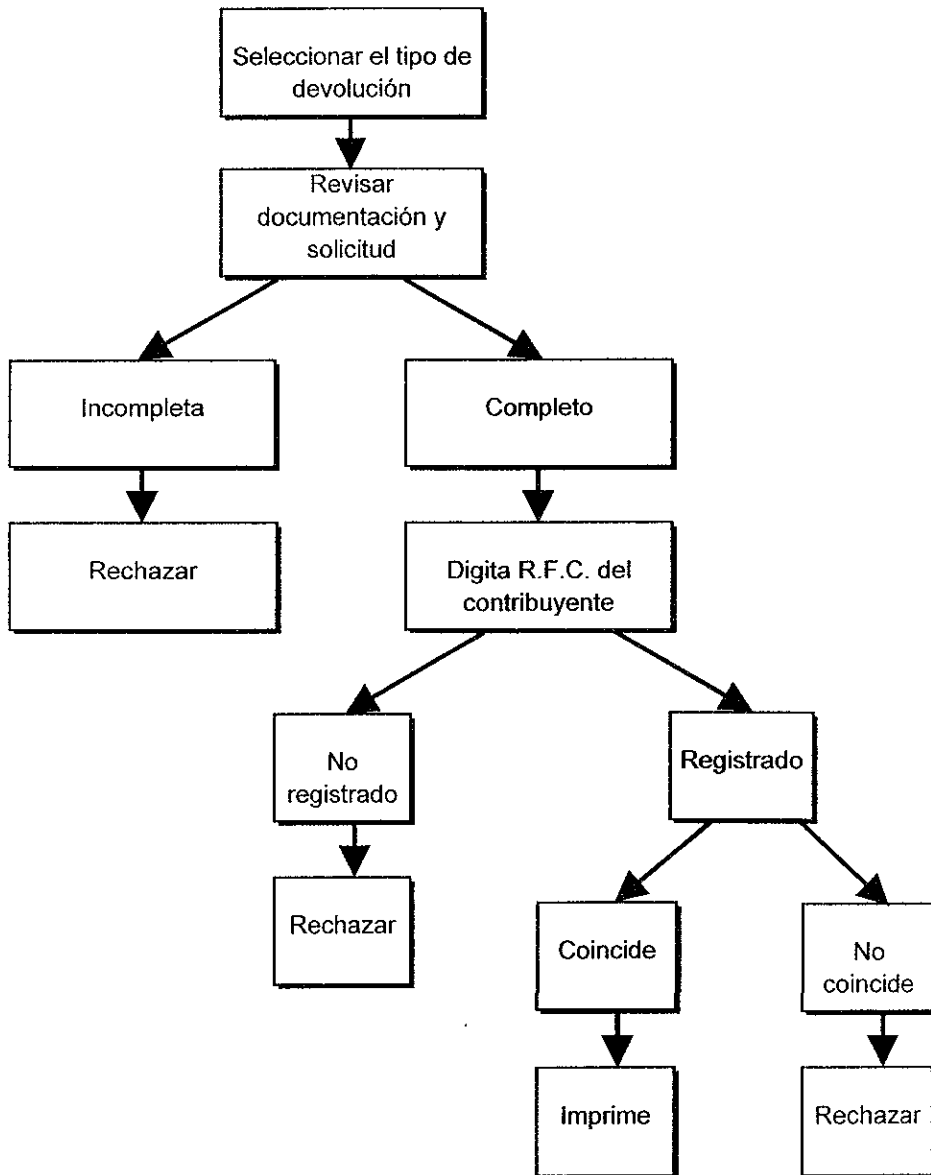 Seleccionar el tipo de
devolución
Revisar
documentación y
solicitud
Incompleta
Completo
Rechazar
Digita R.F.C. del
contribuyente
No
registrado
Registrado
Rechazar
Coincide
No
coincide
Imprime
Rechazar